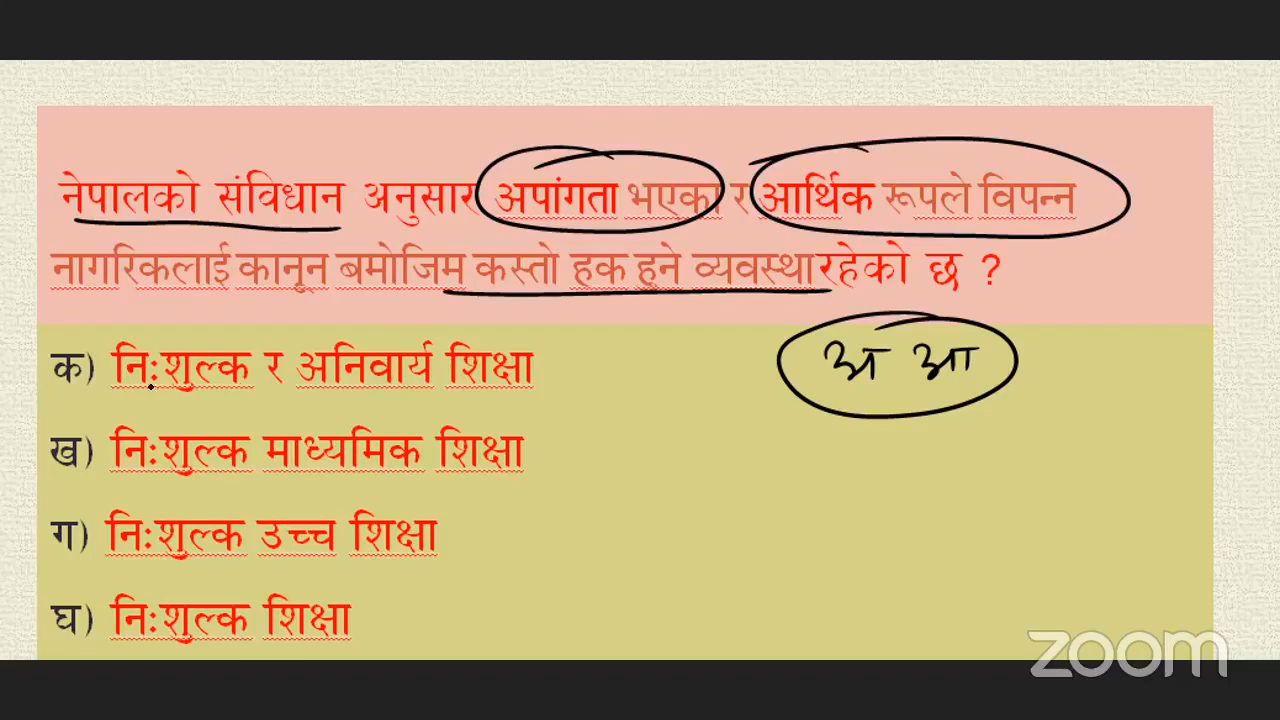 नेपालको संविधान अनुसार अपांगता भएका र आर्थिक रूपले विपन्न
नागरिकलाई कानून बमोजिम कस्तो हक हुने व्यवस्था रहेको छ ?
अ आ
क) निःशुल्क र अनिवार्य शिक्षा
ख) निःशुल्क माध्यमिक शिक्षा
ग) निःशुल्क उच्च शिक्षा
घ) निःशुल्क शिक्षा
zoom